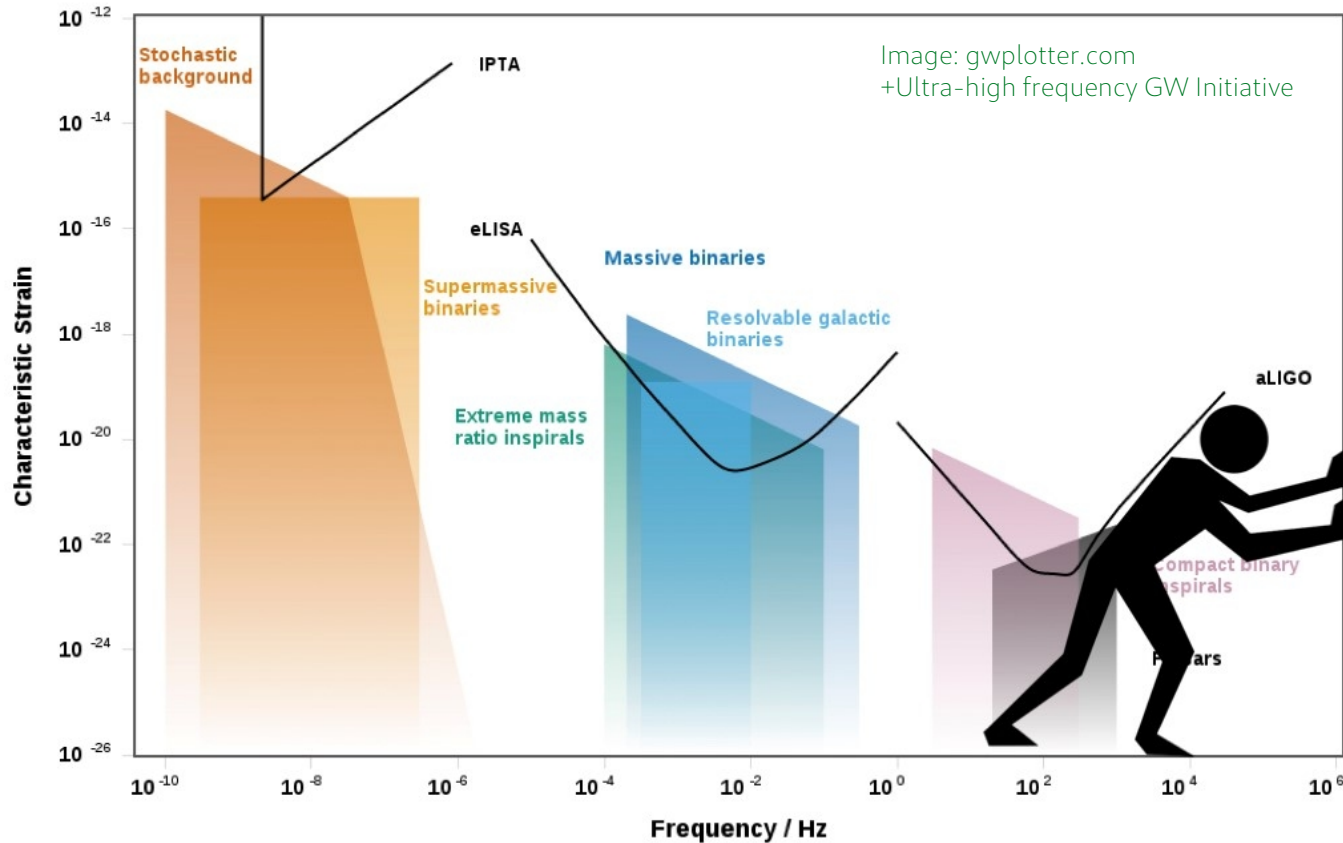 10 -12
10 -14
10 -16
10 -18
10 -20
10 -22
10 -24
10 -26
Characteristic Strain
Stochastic
background
IPTA
Image: gwplotter.com
+Ultra-high frequency GW Initiative
eLISA
Supermassive
binaries
Massive binaries
Resolvable galactic
binaries
Extreme mass
ratio inspirals
aLIGO
Compact binary
inspirals
10 -10
10 -8
10 -6
10 -4
10 -2
10 0
10 2
10 4
10 6
Frequency / Hz